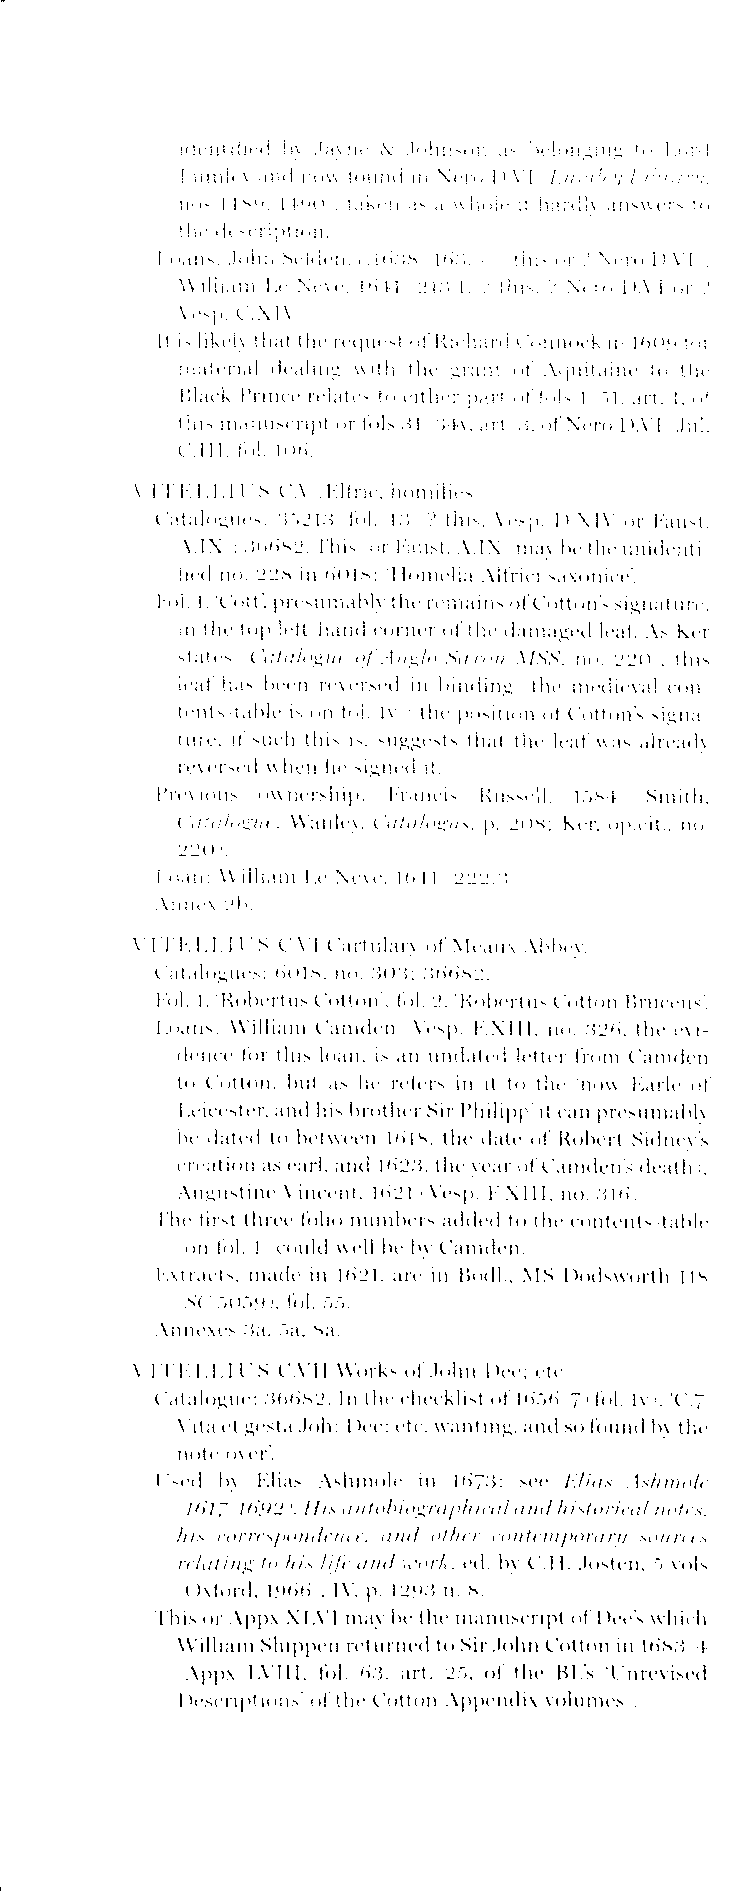 identified by Jayne & Johnson as belonging to Lord
Lumley and now found in Nero D.VI (Lumley Library,
nos 1489, 1490), taken as a whole it hardly answers to
the description.
Loans: John Selden, c.1638 this or ? Nero D.VI
William Le Neve, 1641 ? this, ? Nero D.VI or ?
Vesp. C.XIV
It is likely that the request of Richard Connock in 1609 for
material dealing with the grant of Aquitaine to the
Black Prince relates to either part of fols 1-51, art. 1, of
this manuscript or fols 31-34v, art. 3, of Nero D.VI: Jul.
C.III, fol. 106.
VITELLIUS C.V Ælfric, homilies
Catalogues: 35213, fol. 43 (? this, Vesp. D.XIV or Faust.
A.IX); 36682. This (or Faust. A.IX) may be the unidenti-
fied no. 228 in 6018: 'Homelia Alfrici saxonice'.
Fol. 1, 'Cott', presumably the remains of Cotton's signature,
in the top left-hand corner of the damaged leaf. As Ker
states (Catalogue of Anglo-Saxon MSS, no. 220), this
leaf has been reversed in binding (the medieval con-
tents-table is on fol. 1v): the position of Cotton's signa-
ture, if such this is, suggests that the leaf was already
reversed when he signed it.
Previous ownership: Francis Russell, 1584 (Smith,
Catalogue; Wanley, Catalogus, p. 208; Ker, op.cit., no.
220).
Loan: William Le Neve, 1641 (222.3)
Annex 9b.
VITELLIUS C.VI Cartulary of Meaux Abbey.
Catalogues: 6018, no. 303; 36682.
Fol. 1, 'Robertus Cotton'; fol. 2, 'Robertus Cotton Bruceus'.
Loans: William Camden (Vesp. F.XIII, no. 326; the evi-
dence for this loan, is an undated letter from Camden
to Cotton, but as he refers in it to the 'now Earle of
Leicester, and his brother Sir Philipp' it can presumably
be dated to between 1618, the date of Robert Sidney's
creation as earl, and 1623, the year of Camden's death);
Augustine Vincent, 1621 (Vesp. F.XIII, no. 316).
The first three folio numbers added to the contents-table
on fol. 1 could well be by Camden.
Extracts, made in 1621, are in Bodl., MS Dodsworth 118
(SC 5059), fol. 55.
Annexes 3a, 5a, 8a.
VITELLIUS C.VII Works of John Dee; etc
Catalogue: 36682. In the checklist of 1656-7 (fol. 1v), 'C.7
Vita et gesta Joh: Dee: etc. wanting, and so found by the
note over'.
Used by Elias Ashmole in 1673: see Elias Ashmole
(1617-1692). His autobiographical and historical notes,
his correspondence, and other contemporary sources
relating to his life and work, ed. by C.H. Josten, 5 vols
(Oxford, 1966), IV, p. 1293 n. 8.
This or Appx XLVI may be the manuscript of Dee's which
William Shippen returned to Sir John Cotton in 1683/4
(Appx LVIII, fol. 63, art. 25, of the BL's 'Unrevised
Descriptions' of the Cotton Appendix volumes).